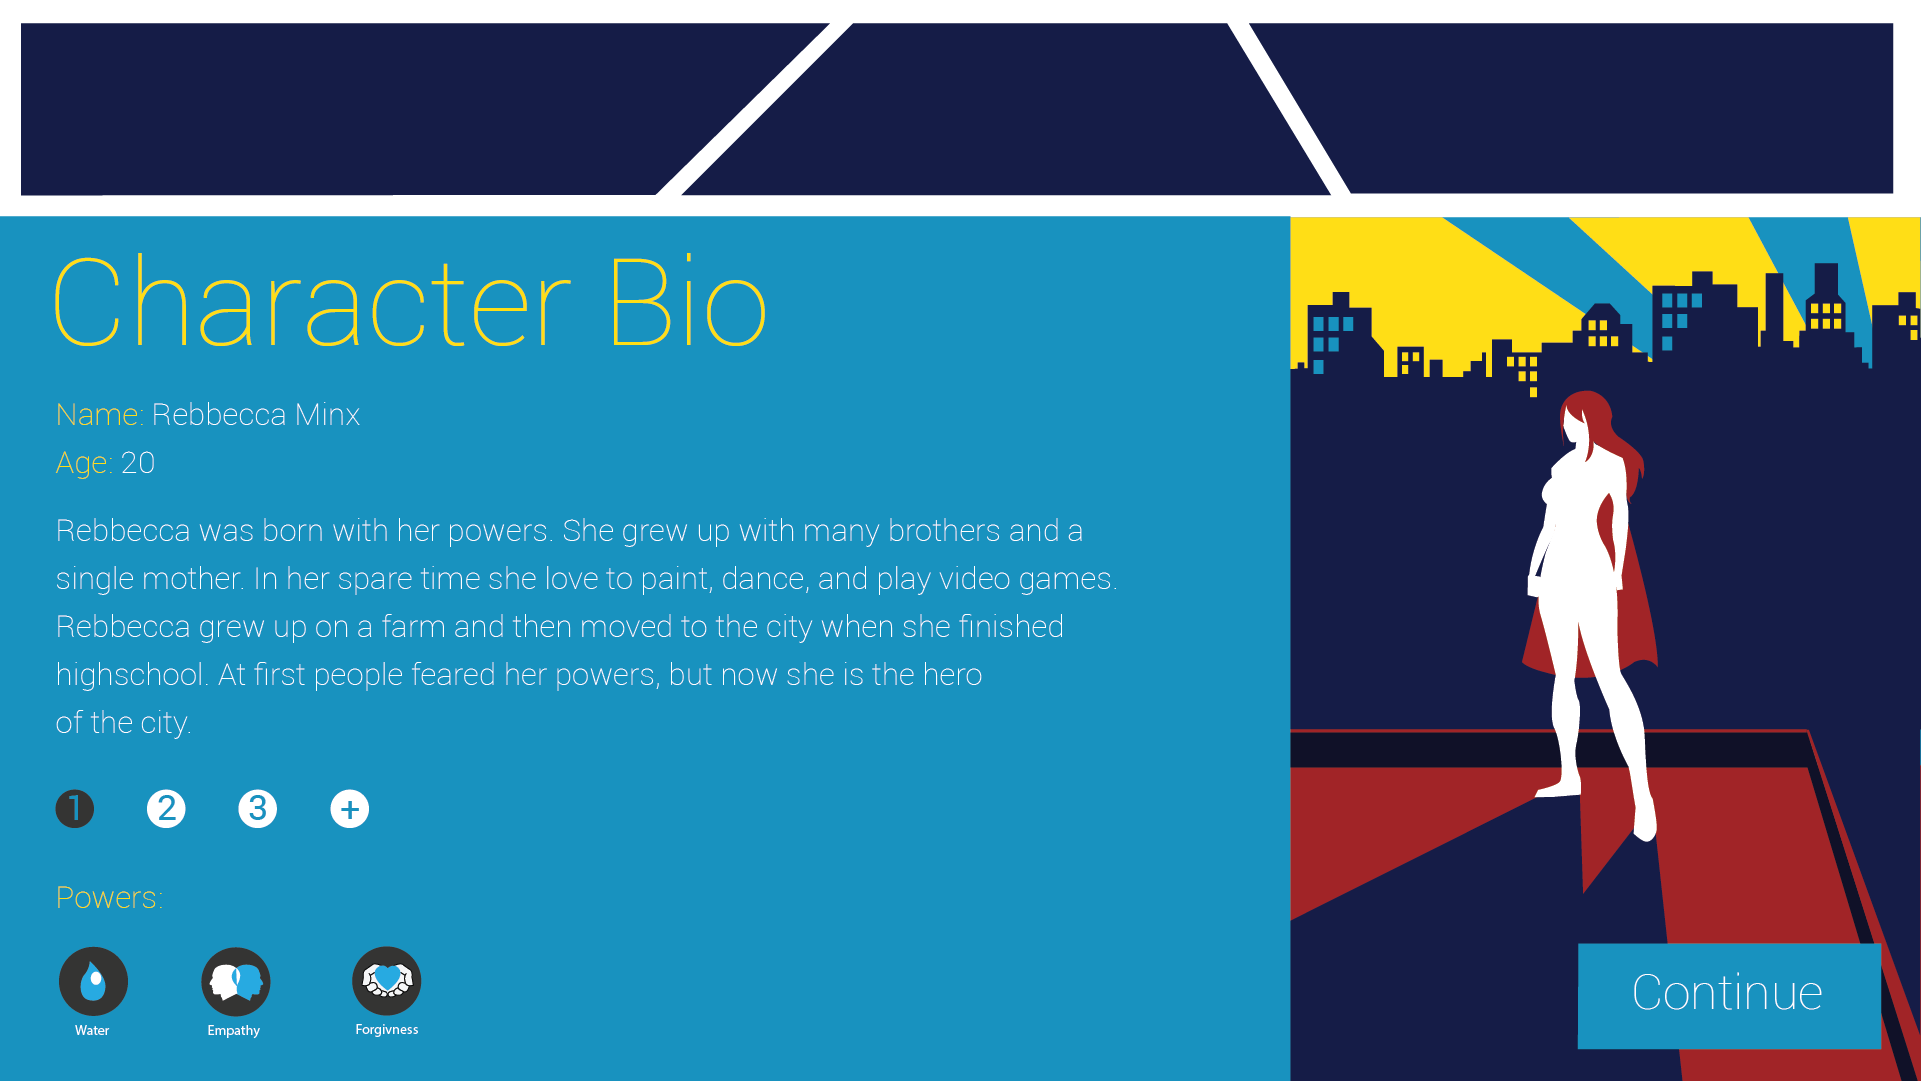 Character Bio
Name: Rebbecca Minx
Age: 20
Rebbecca was born with her powers. She grew up with many brothers and a
single mother. In her spare time she love to paint, dance, and play video games.
Rebbecca grew up on a farm and then moved to the city when she finished
highschool. At first people feared her powers, but now she is the hero
of the city.
1 2 3 +
Powers:
Water Empathy Forgivness
Continue